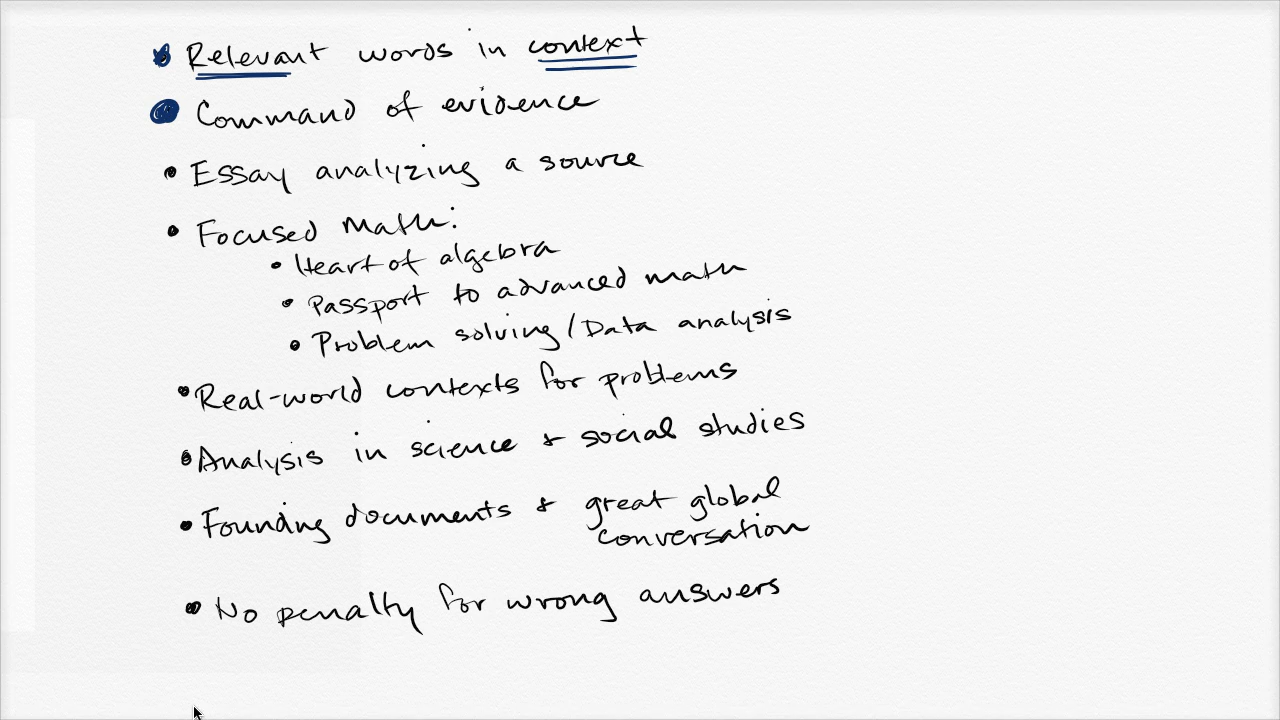 • Relevant words in context
• Command of evidence
• Essay analyzing a source
• Focused Math:
• Heart of algebra
• Passport to advanced math
• Problem solving/Data analysis
• Real-world contexts for problems
• Analysis in science & social studies
• Founding documents & great global
conversation
• No penalty for wrong answers